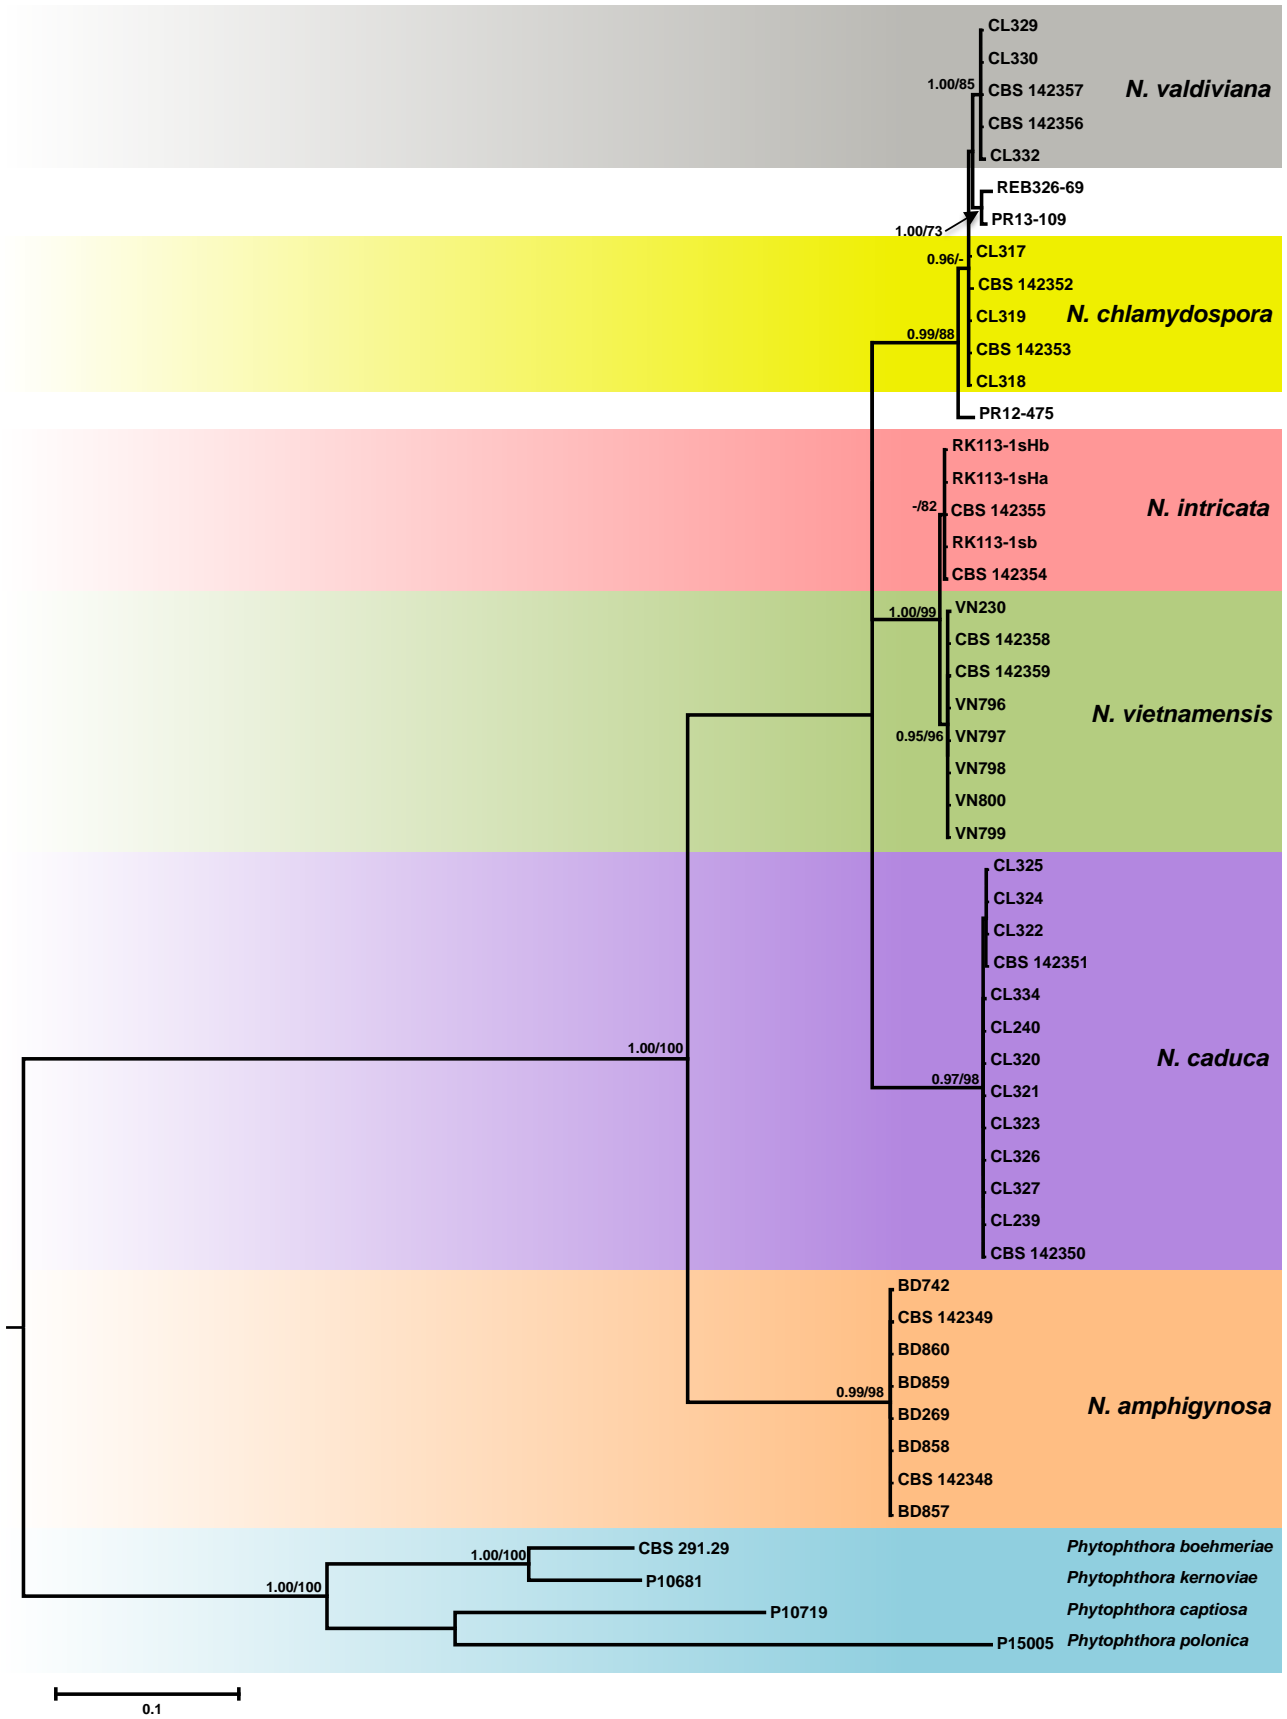 CL329
CL330
1.00/85
CBS 142357
N. valdiviana
CBS 142356
CL332
REB326-69
PR13-109
1.00/73
CL317
0.96/-
CBS 142352
CL319
N. chlamydospora
0.99/88
CBS 142353
CL318
PR12-475
RK113-1sHb
RK113-1sHa
-/82
CBS 142355
N. intricata
RK113-1sb
CBS 142354
VN230
1.00/99
CBS 142358
CBS 142359
VN796
N. vietnamensis
0.95/96
VN797
VN798
VN800
VN799
CL325
CL324
CL322
CBS 142351
CL334
CL240
1.00/100
CL320
N. caduca
0.97/98
CL321
CL323
CL326
CL327
CL239
CBS 142350
BD742
CBS 142349
BD860
BD859
0.99/98
BD269
N. amphigynosa
BD858
CBS 142348
BD857
CBS 291.29
Phytophthora boehmeriae
1.00/100
P10681
Phytophthora kernoviae
1.00/100
P10719
Phytophthora captiosa
P15005
Phytophthora polonica
0.1